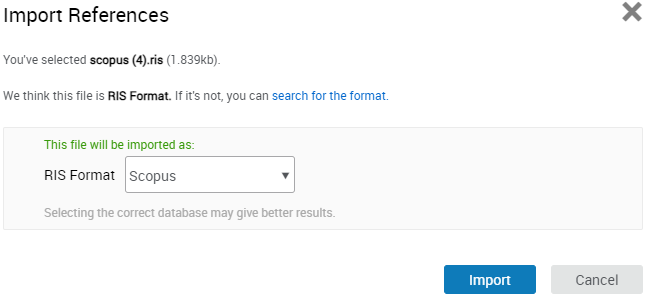 Import References
You've selected scopus (4).ris (1.839kb).
We think this file is RIS Format. If it's not, you can search for the format.
This file will be imported as:
RIS Format Scopus
Selecting the correct database may give better results.
Import Cancel